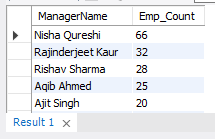 ManagerName Emp_Count
Nisha Qureshi 66
Rajinderjeet Kaur 32
Rishav Sharma 28
Aqib Ahmed 25
Ajit Singh 20
Result 1